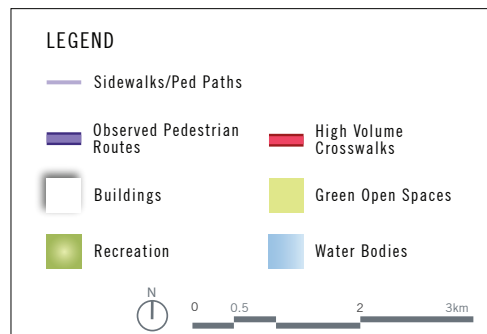 LEGEND
Sidewalks/Ped Paths
Observed Pedestrian
Routes
High Volume
Crosswalks
Buildings
Green Open Spaces
Recreation
Water Bodies
N
0 0.5 2 3km